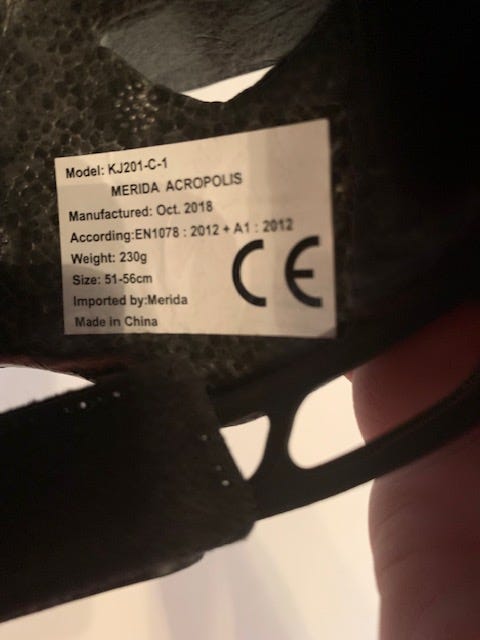 Model: KJ201-C-1
MERIDA ACROPOLIS
Manufactured: Oct. 2018
According:EN1078 : 2012 + A1 : 2012
Weight: 230g
Size: 51-56cm
Imported by:Merida
Made in China
CE